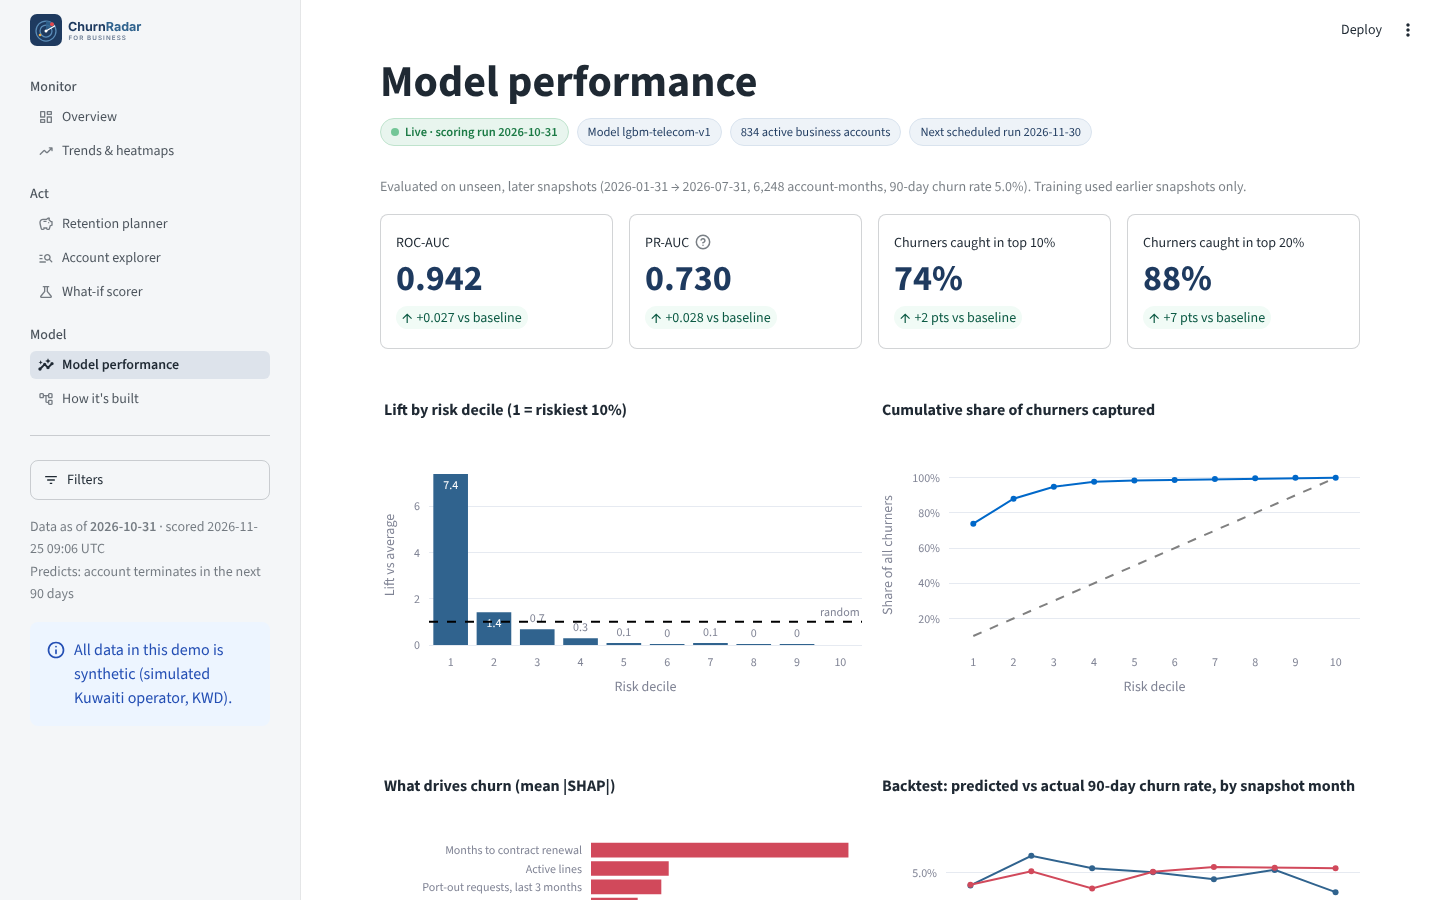 ChurnRadar
FOR BUSINESS
Deploy
Monitor
Overview
Trends & heatmaps
Act
Retention planner
Account explorer
What-if scorer
Model
Model performance
How it's built
Filters
Data as of 2026-10-31 · scored 2026-11-
25 09:06 UTC
Predicts: account terminates in the next
90 days
All data in this demo is
synthetic (simulated
Kuwaiti operator, KWD).
Model performance
Live · scoring run 2026-10-31
Model lgbm-telecom-v1
834 active business accounts
Next scheduled run 2026-11-30
Evaluated on unseen, later snapshots (2026-01-31 → 2026-07-31, 6,248 account-months, 90-day churn rate 5.0%). Training used earlier snapshots only.
ROC-AUC
0.942
↑ +0.027 vs baseline
PR-AUC
0.730
↑ +0.028 vs baseline
Churners caught in top 10%
74%
↑ +2 pts vs baseline
Churners caught in top 20%
88%
↑ +7 pts vs baseline
Lift by risk decile (1 = riskiest 10%)
Lift vs average
6
4
2
0
7.4
1.4
0.7
0.3
0.1
0
0.1
0
0
random
1 2 3 4 5 6 7 8 9 10
Risk decile
Cumulative share of churners captured
Share of all churners
100%
80%
60%
40%
20%
1 2 3 4 5 6 7 8 9 10
Risk decile
What drives churn (mean |SHAP|)
Months to contract renewal
Active lines
Port-out requests, last 3 months
Backtest: predicted vs actual 90-day churn rate, by snapshot month
5.0%